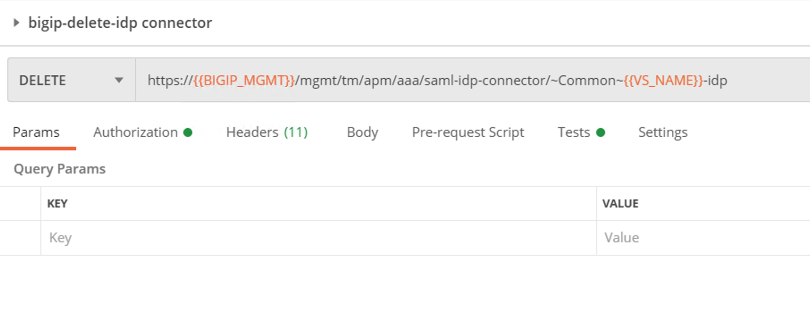 bigip-delete-idp connector
DELETE https://{{BIGIP_MGMT}}/mgmt/tm/apm/aaa/saml-idp-connector/~Common~{{VS_NAME}}-idp
Params Authorization Headers (11) Body Pre-request Script Tests Settings
Query Params
KEY VALUE
Key Value